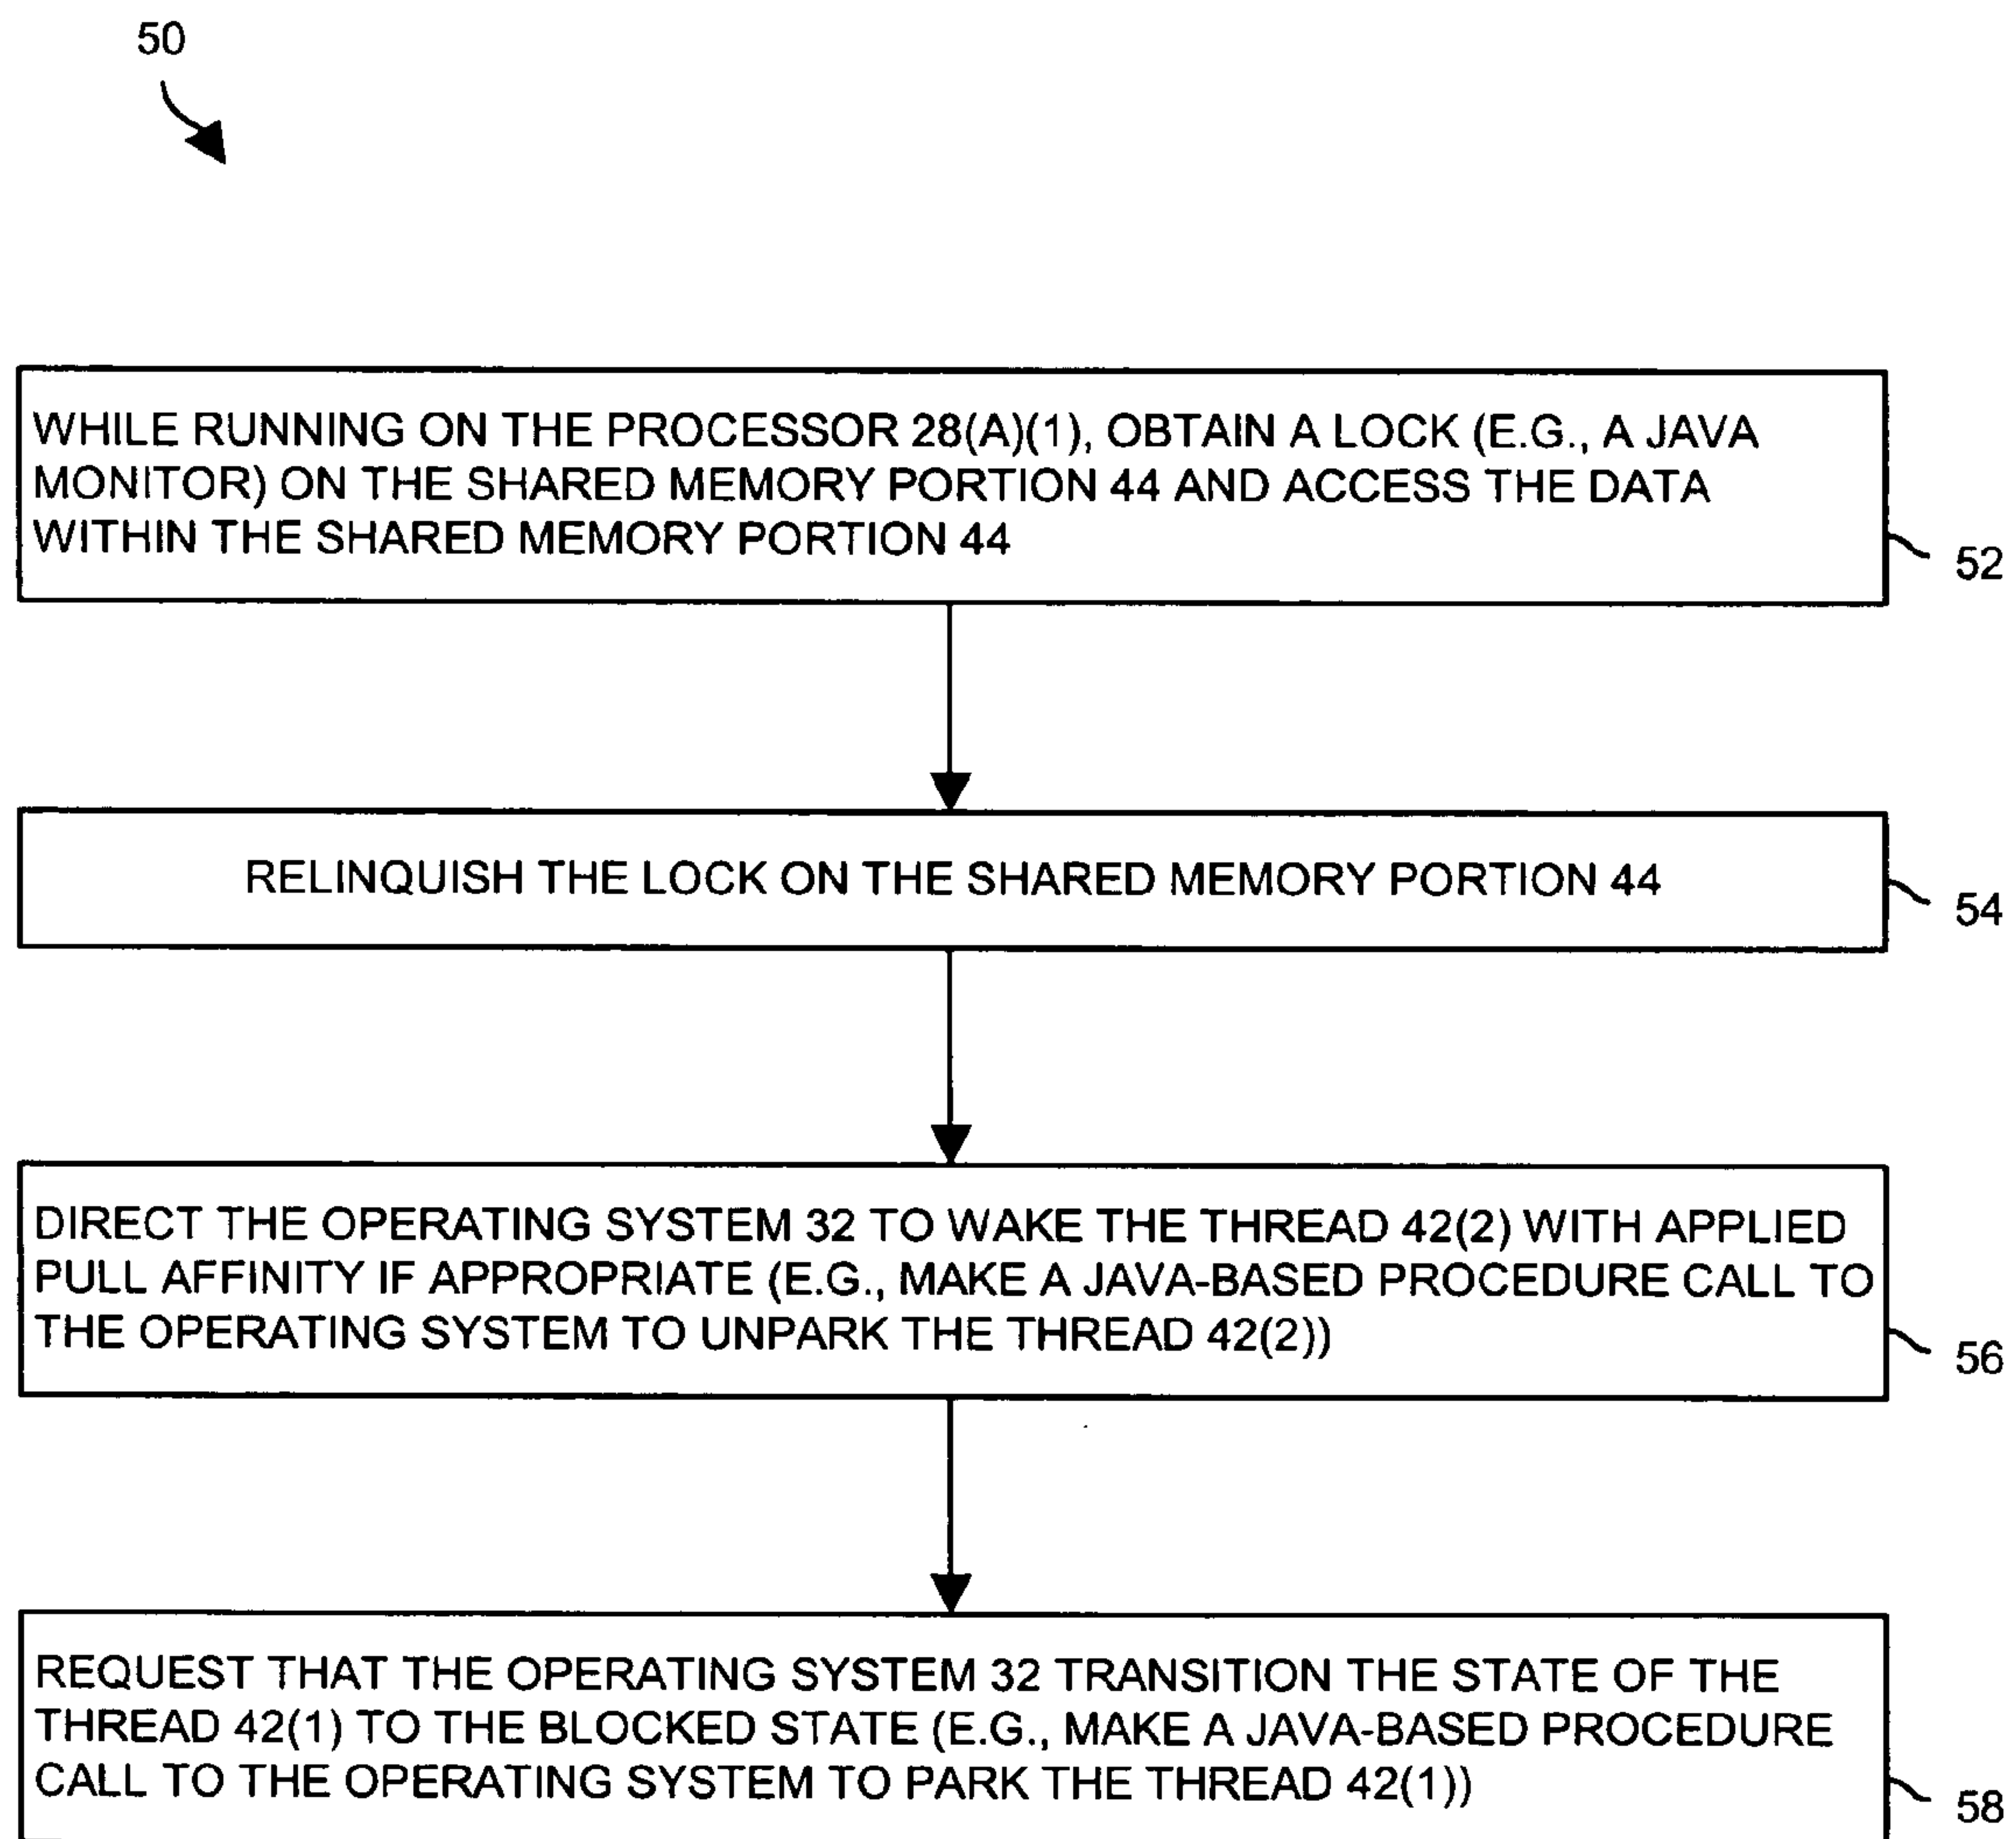 50
WHILE RUNNING ON THE PROCESSOR 28(A)(1), OBTAIN A LOCK (E.G., A JAVA
MONITOR) ON THE SHARED MEMORY PORTION 44 AND ACCESS THE DATA
WITHIN THE SHARED MEMORY PORTION 44
52
RELINQUISH THE LOCK ON THE SHARED MEMORY PORTION 44
54
DIRECT THE OPERATING SYSTEM 32 TO WAKE THE THREAD 42(2) WITH APPLIED
PULL AFFINITY IF APPROPRIATE (E.G., MAKE A JAVA-BASED PROCEDURE CALL TO
THE OPERATING SYSTEM TO UNPARK THE THREAD 42(2))
56
REQUEST THAT THE OPERATING SYSTEM 32 TRANSITION THE STATE OF THE
THREAD 42(1) TO THE BLOCKED STATE (E.G., MAKE A JAVA-BASED PROCEDURE
CALL TO THE OPERATING SYSTEM TO PARK THE THREAD 42(1))
58